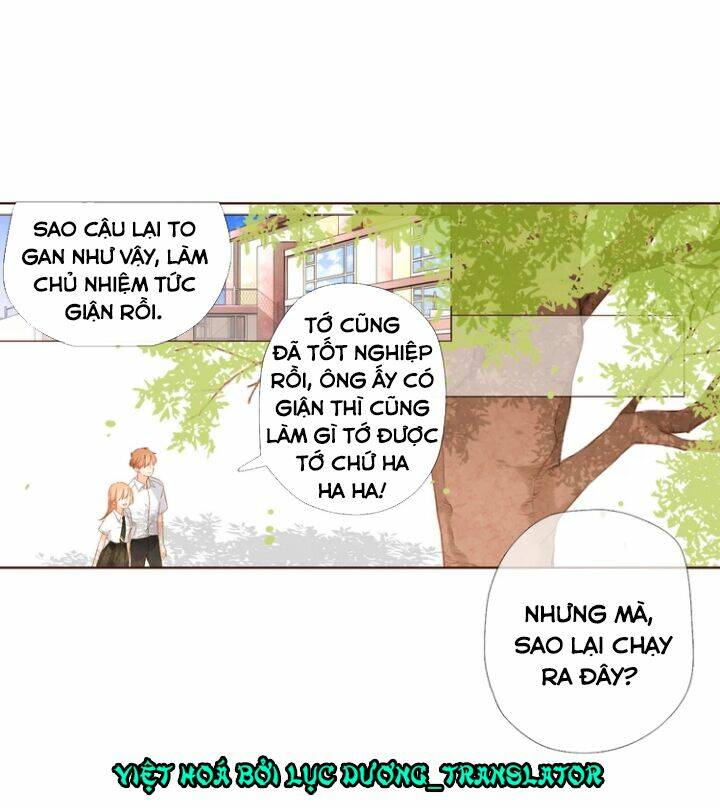 SAO CẬU LẠI TO
GAN NHƯ VẬY, LÀM
CHỦ NHIỆM TỨC
GIẬN RỒI.
TỚ CŨNG
ĐÃ TỐT NGHIỆP
RỒI, ÔNG ẤY CÓ
GIẬN THÌ CŨNG
LÀM GÌ TỚ ĐƯỢC
TỚ CHỨ HA
HA HA!
NHƯNG MÀ,
SAO LẠI CHẠY
RA ĐÂY?
VIỆT HOÁ BỞI LỤC DƯƠNG_TRANSLATOR